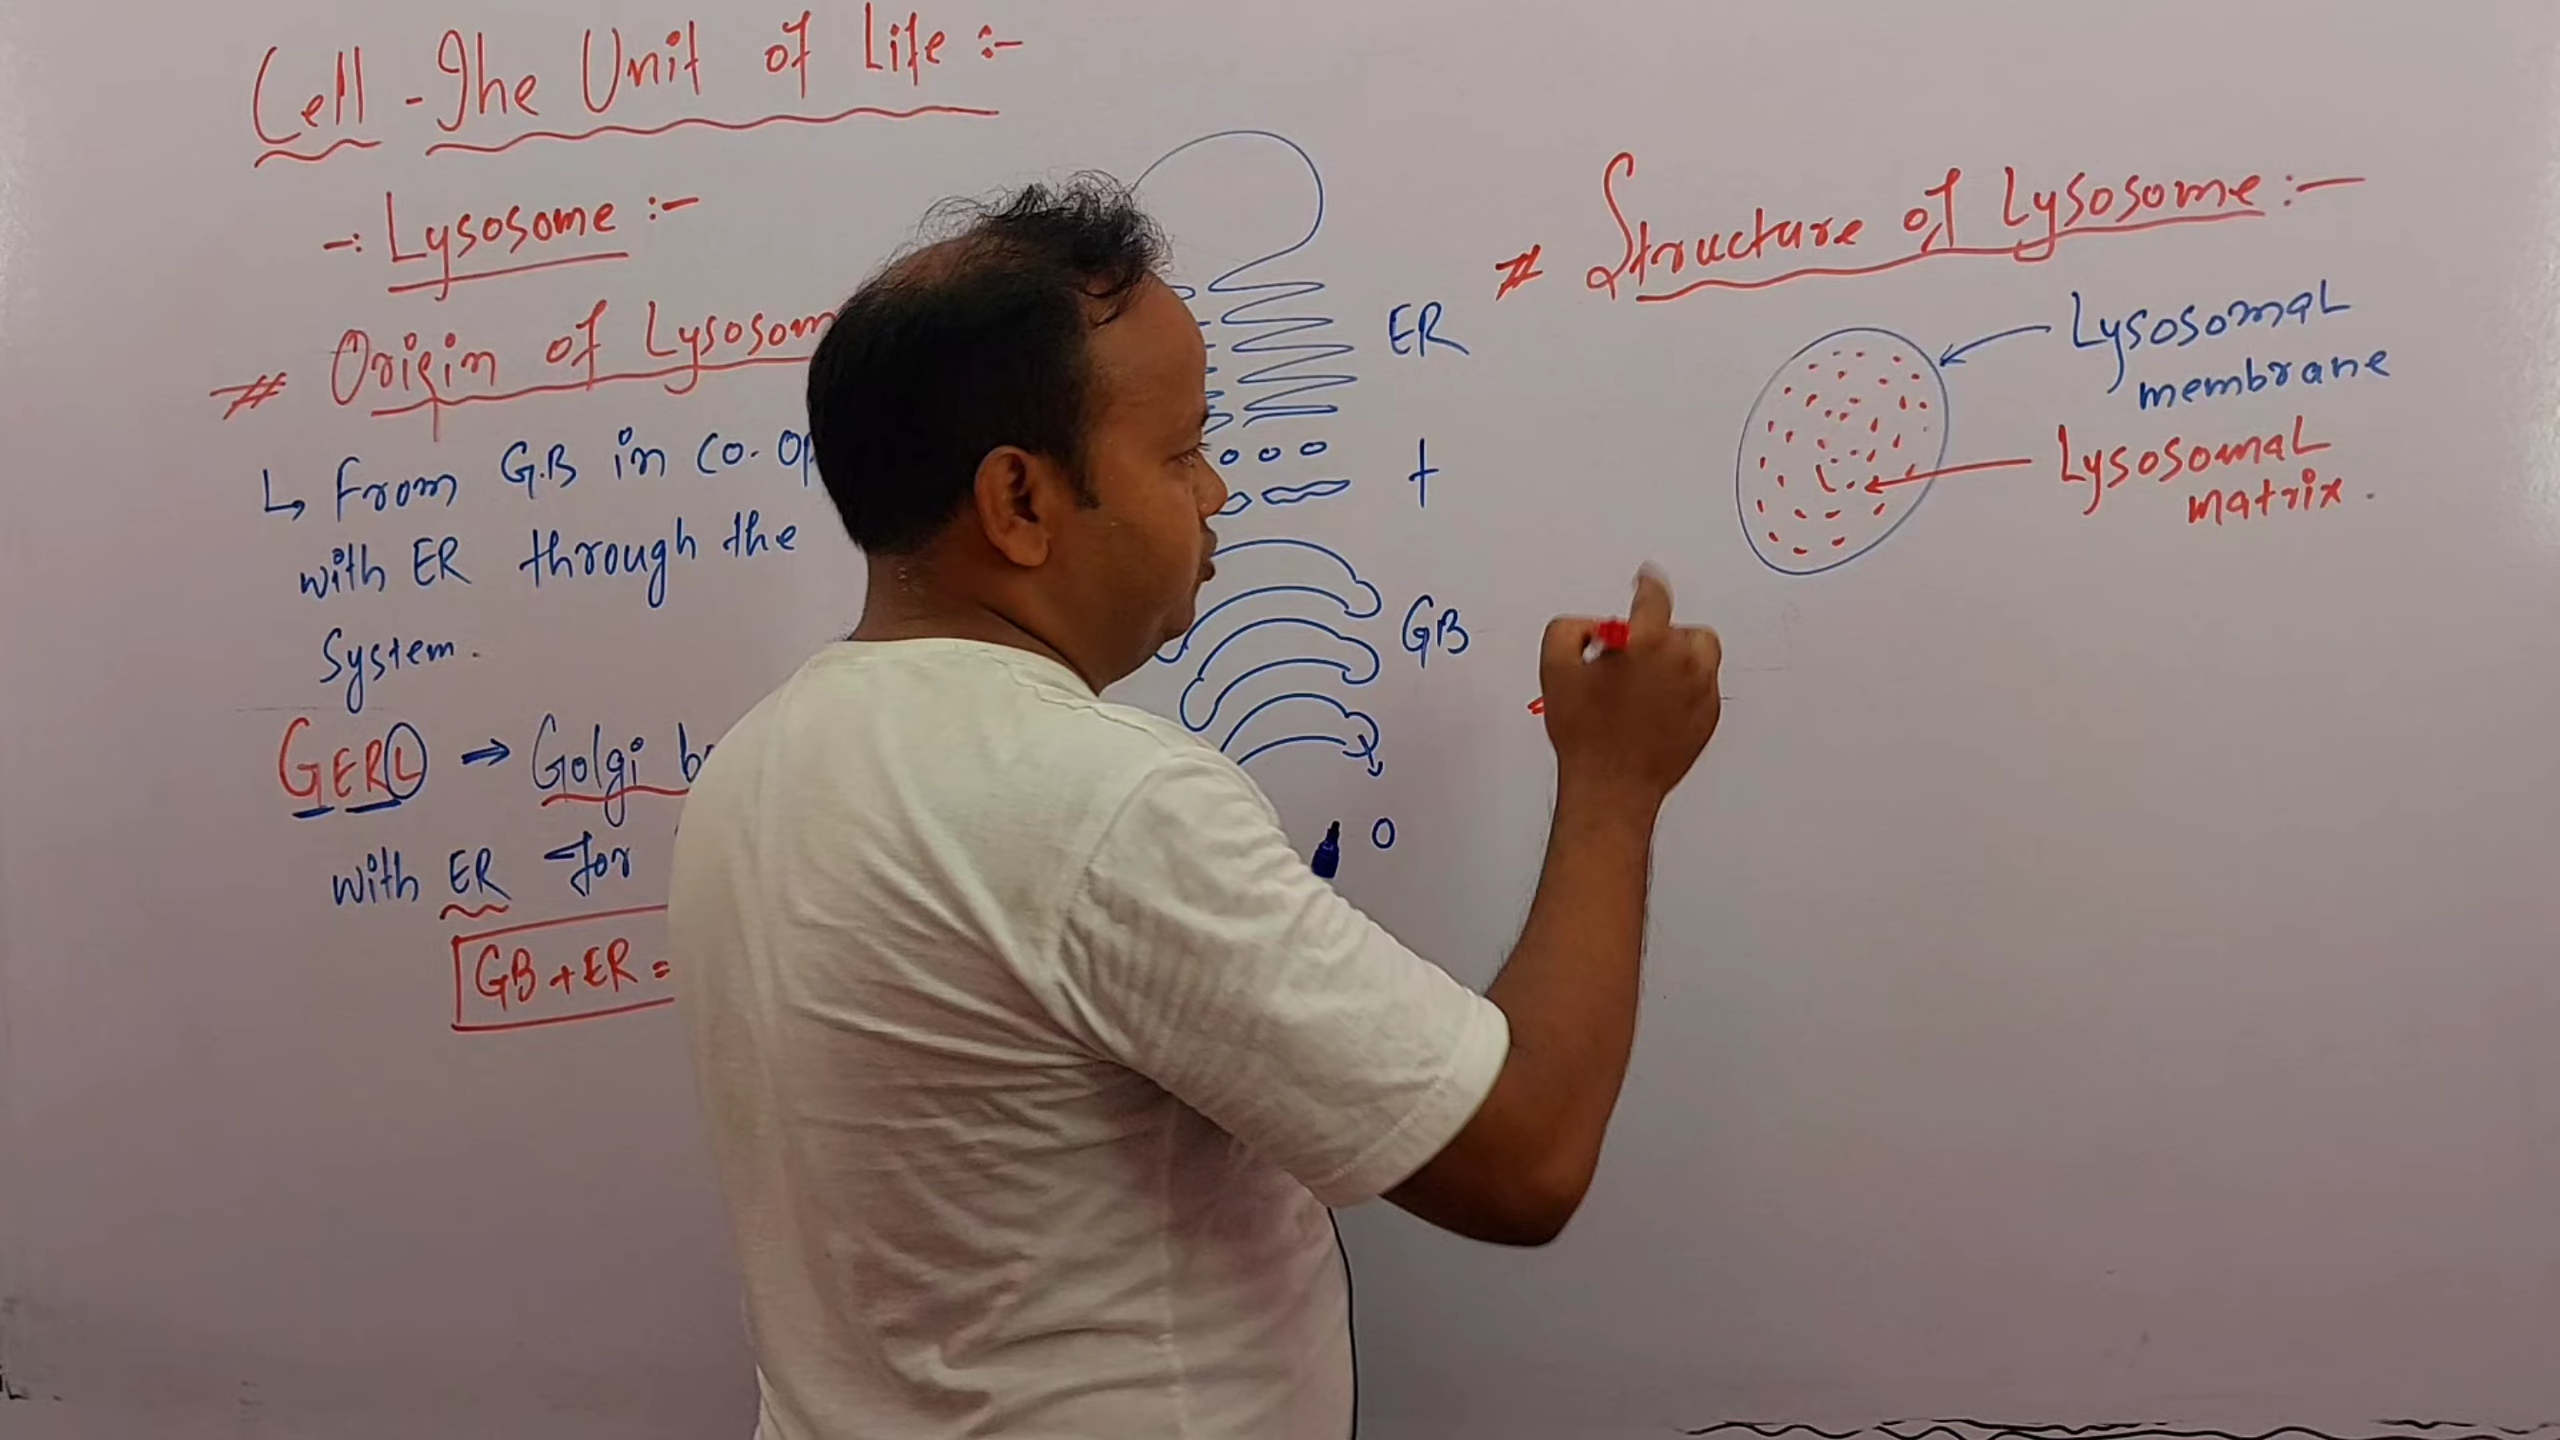 Cell - The Unit of Life :-
-: Lysosome :-
# Origin of Lysosom
↳ From G.B in co. op
with ER through the
System.
GERL → Golgi b
with ER for
GB + ER =
ER
+
GB
# Structure of Lysosome :-
Lysosomal
membrane
Lysosomal
matrix.